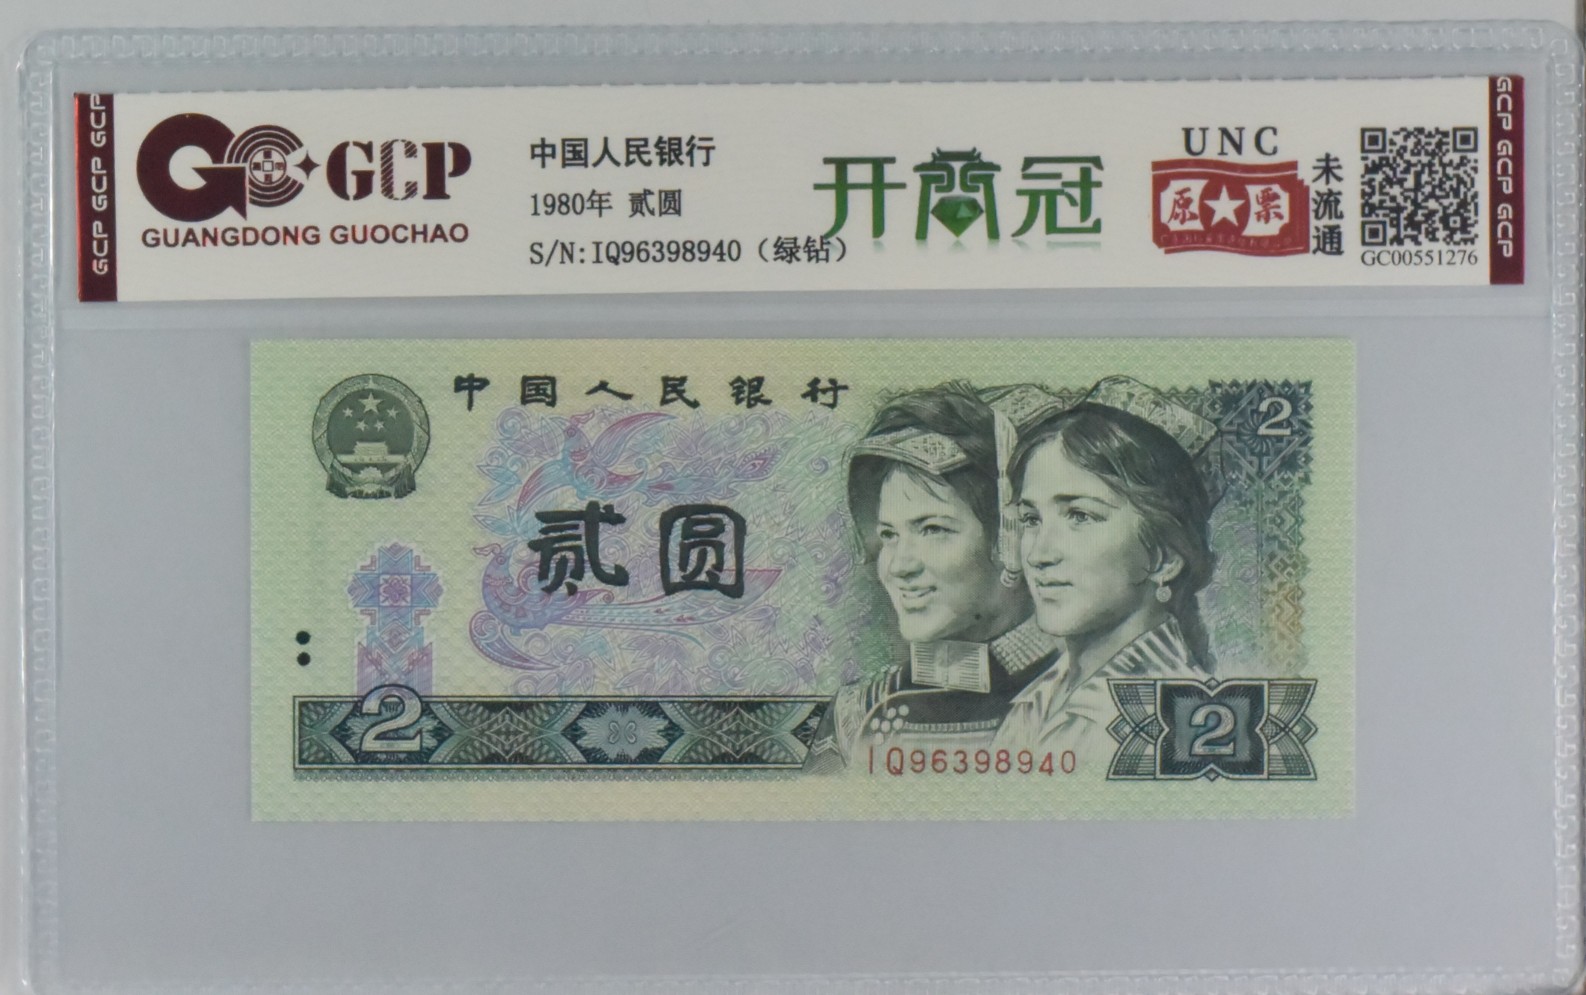 GCP GCP GCP
GCP
GUANGDONG GUOCHAO
中国人民银行
1980年 贰圆
S/N:IQ96398940（绿钻）
开商冠
UNC
原★票
未流通
GC00551276
GCP GCP GCP
中国人民银行
2
贰圆
2
IQ96398940
2